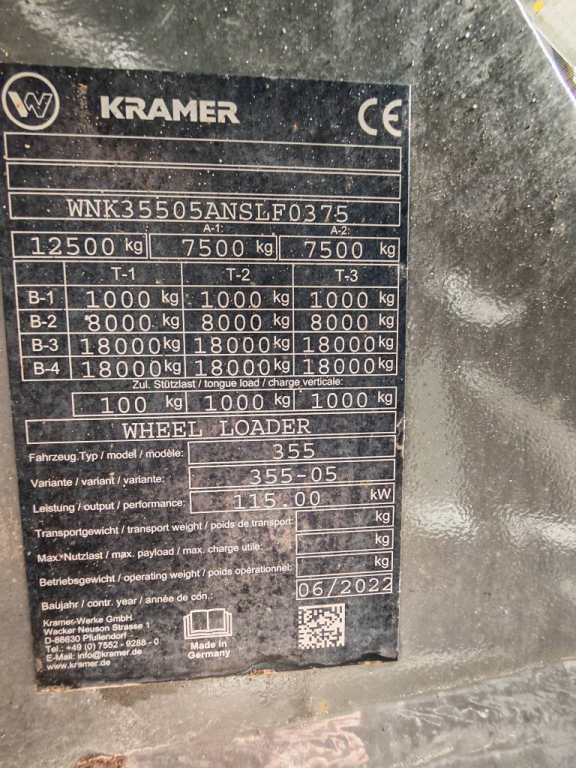 KRAMER CE
WNK35505ANSLF0375
A-1: A-2:
12500 kg 7500 kg 7500 kg
T-1 T-2 T-3
B-1 1000 kg 1000 kg 1000 kg
B-2 8000 kg 8000 kg 8000 kg
B-3 18000 kg 18000 kg 18000 kg
B-4 18000 kg 18000 kg 18000 kg
Zul. Stützlast / tongue load / charge verticale:
100 kg 1000 kg 1000 kg
WHEEL LOADER
Fahrzeug.Typ / model / modèle: 355
Variante / variant / variante: 355-05
Leistung / output / performance: 115.00 kW
Transportgewicht / transport weight / poids de transport: kg
Max.Nutzlast / max. payload / max. charge utile: kg
Betriebsgewicht / operating weight / poids opérationnel: kg
Baujahr / contr. year / année de con.: 06/2022
Kramer-Werke GmbH
Wacker Neuson Strasse 1
D-88630 Pfullendorf
Tel.: +49 (0) 7552 - 9288 - 0
E-Mail: info@kramer.de
www.kramer.de
Made in
Germany